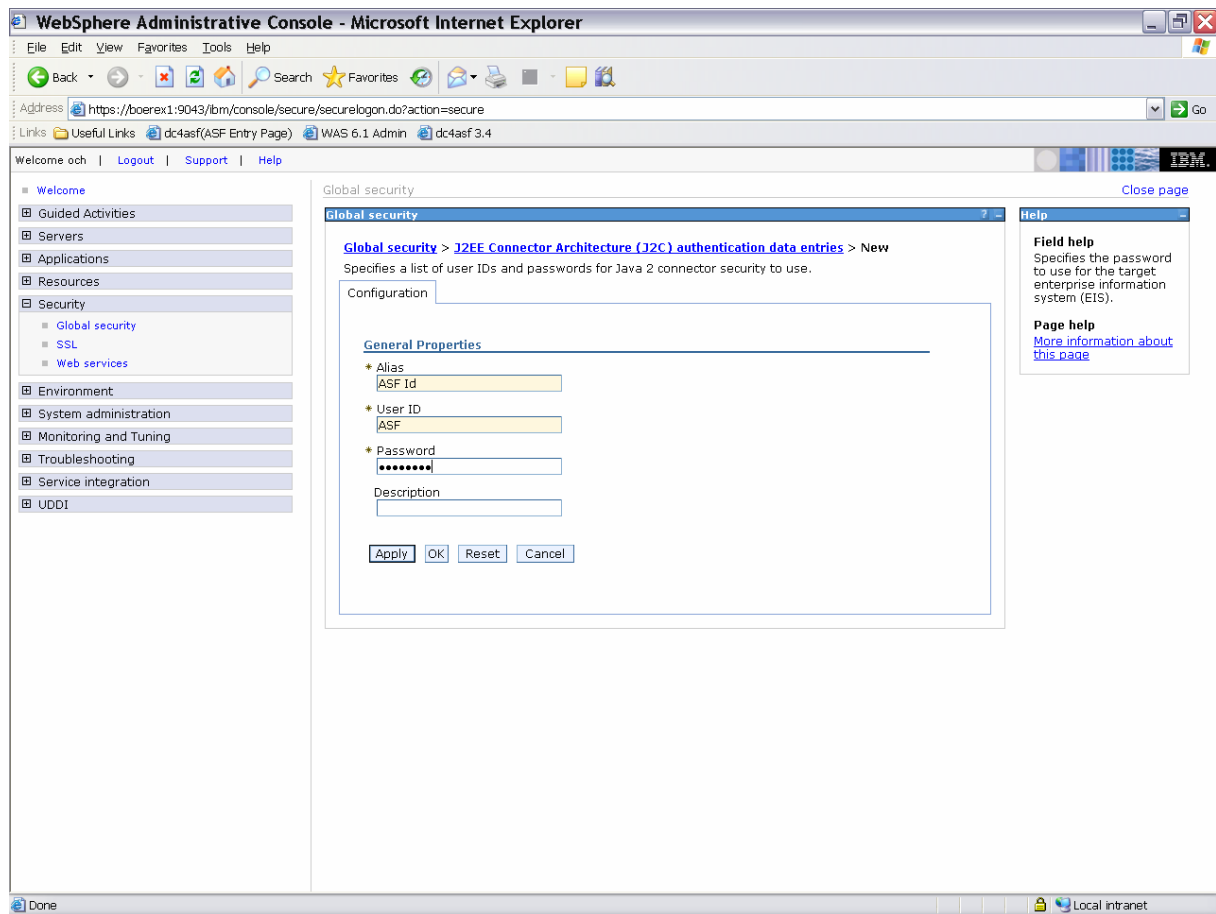 WebSphere Administrative Console - Microsoft Internet Explorer
File Edit View Favorites Tools Help
Back Search Favorites
Address https://boerex1:9043/ibm/console/secure/securelogon.do?action=secure Go
Links Useful Links dc4asf(ASF Entry Page) WAS 6.1 Admin dc4asf 3.4
Welcome och | Logout | Support | Help IBM.
Welcome
Guided Activities
Servers
Applications
Resources
Security
Global security
SSL
Web services
Environment
System administration
Monitoring and Tuning
Troubleshooting
Service integration
UDDI
Global security Close page
Global security ? -
Global security > J2EE Connector Architecture (J2C) authentication data entries > New
Specifies a list of user IDs and passwords for Java 2 connector security to use.
Configuration
General Properties
* Alias
ASF Id
* User ID
ASF
* Password
••••••••
Description
Apply OK Reset Cancel
Help -
Field help
Specifies the password
to use for the target
enterprise information
system (EIS).
Page help
More information about
this page
Done Local intranet